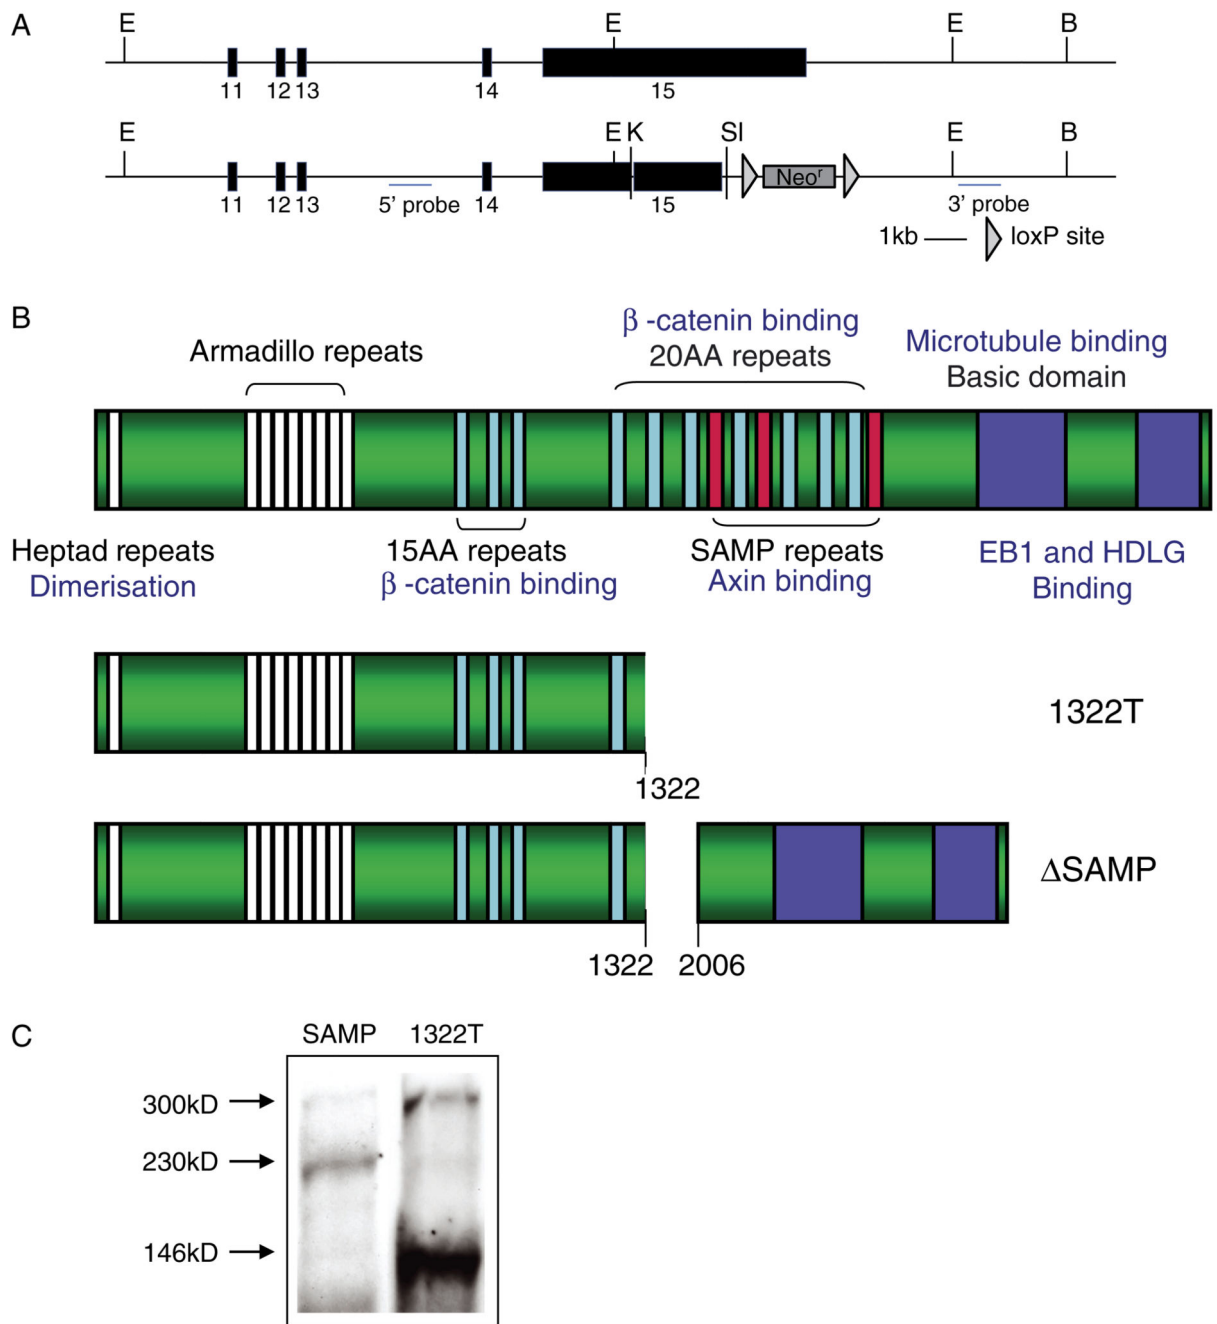 A
E E E B
11 12 13 14 15
E E K Sl E B
Neoʳ
11 12 13 5’ probe 14 15 3’ probe
1kb loxP site
B
β -catenin binding
Armadillo repeats 20AA repeats
Microtubule binding
Basic domain
Heptad repeats 15AA repeats SAMP repeats EB1 and HDLG
Dimerisation β -catenin binding Axin binding Binding
1322T
1322
ΔSAMP
1322 2006
C
SAMP 1322T
300kD
230kD
146kD